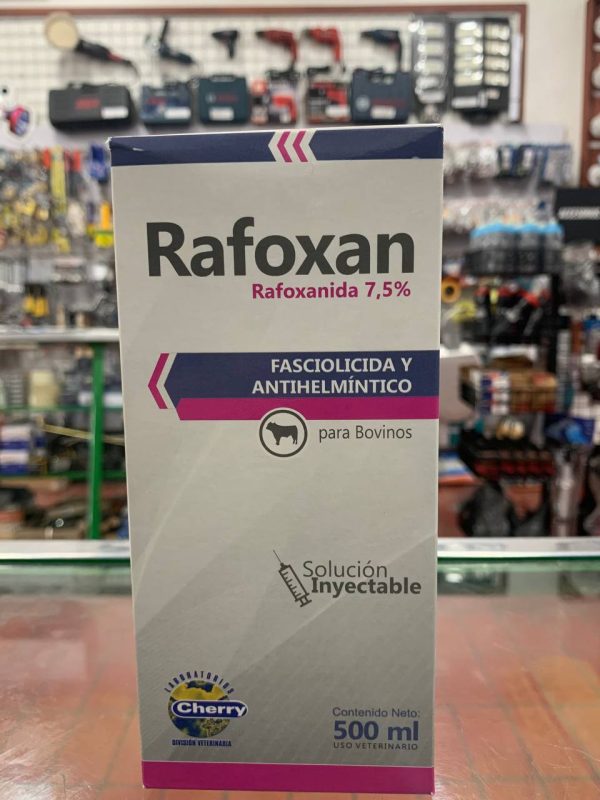 Rafoxan
Rafoxanida 7,5%
FASCIOLICIDA Y
ANTIHELMÍNTICO
para Bovinos
Solución
Inyectable
LABORATORIOS
Cherry
DIVISIÓN VETERINARIA
Contenido Neto:
500 ml
USO VETERINARIO